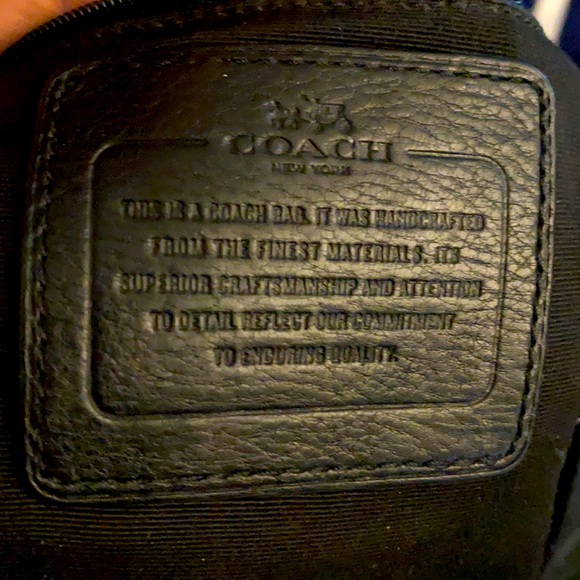 COACH
NEW YORK
THIS IS A COACH BAG. IT WAS HANDCRAFTED
FROM THE FINEST MATERIALS. ITS
SUPERIOR CRAFTSMANSHIP AND ATTENTION
TO DETAIL REFLECT OUR COMMITMENT
TO ENDURING QUALITY.